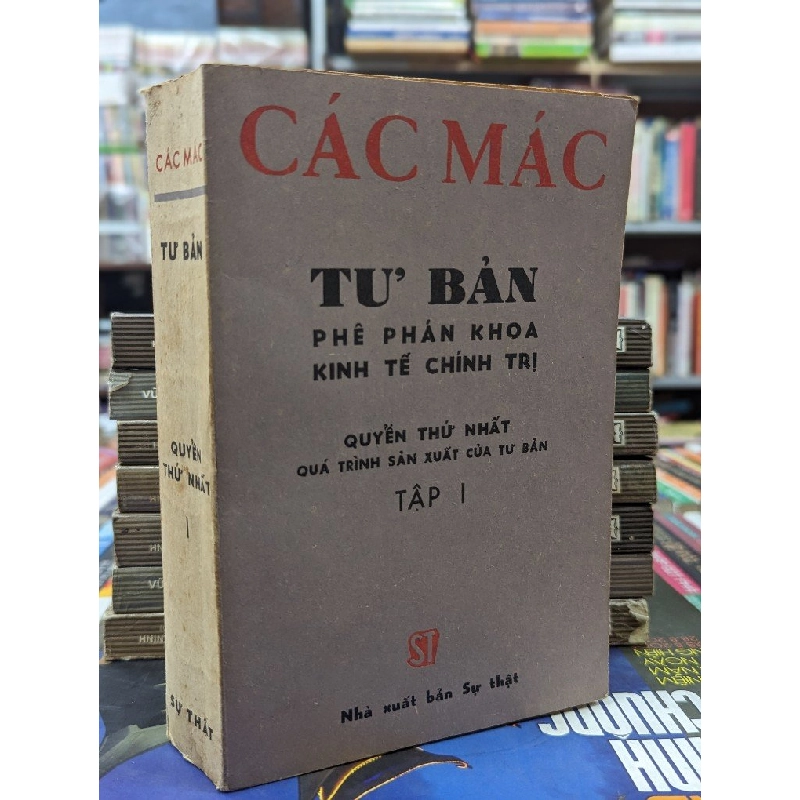 CÁC MÁC
TƯ BẢN
PHÊ PHÁN KHOA
KINH TẾ CHÍNH TRỊ
QUYỂN THỨ NHẤT
QUÁ TRÌNH SẢN XUẤT CỦA TƯ BẢN
TẬP I
ST
Nhà xuất bản Sự thật
CÁC MÁC
TƯ BẢN
QUYỂN
THỨ NHẤT
I
SỰ THẬT